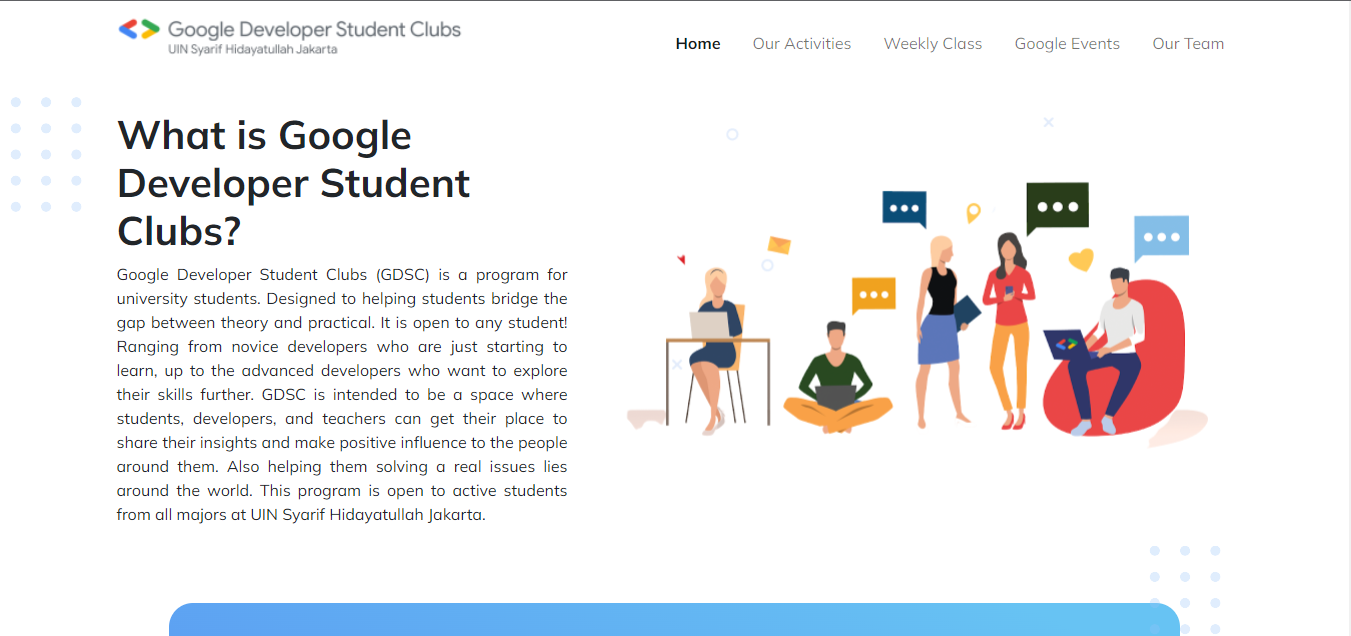 Google Developer Student Clubs
UIN Syarif Hidayatullah Jakarta
Home
Our Activities
Weekly Class
Google Events
Our Team
What is Google
Developer Student
Clubs?
Google Developer Student Clubs (GDSC) is a program for
university students. Designed to helping students bridge the
gap between theory and practical. It is open to any student!
Ranging from novice developers who are just starting to
learn, up to the advanced developers who want to explore
their skills further. GDSC is intended to be a space where
students, developers, and teachers can get their place to
share their insights and make positive influence to the people
around them. Also helping them solving a real issues lies
around the world. This program is open to active students
from all majors at UIN Syarif Hidayatullah Jakarta.